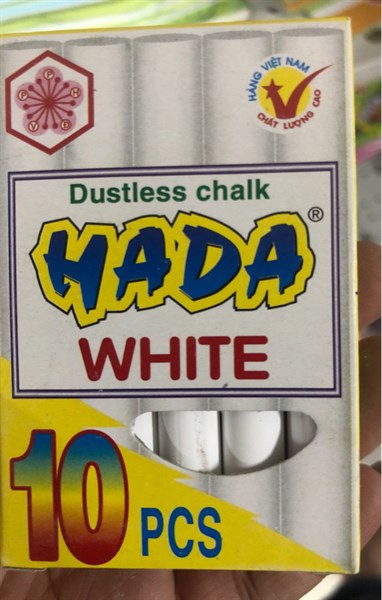 HÀNG VIỆT NAM
CHẤT LƯỢNG CAO
Dustless chalk
HADA®
WHITE
10 PCS